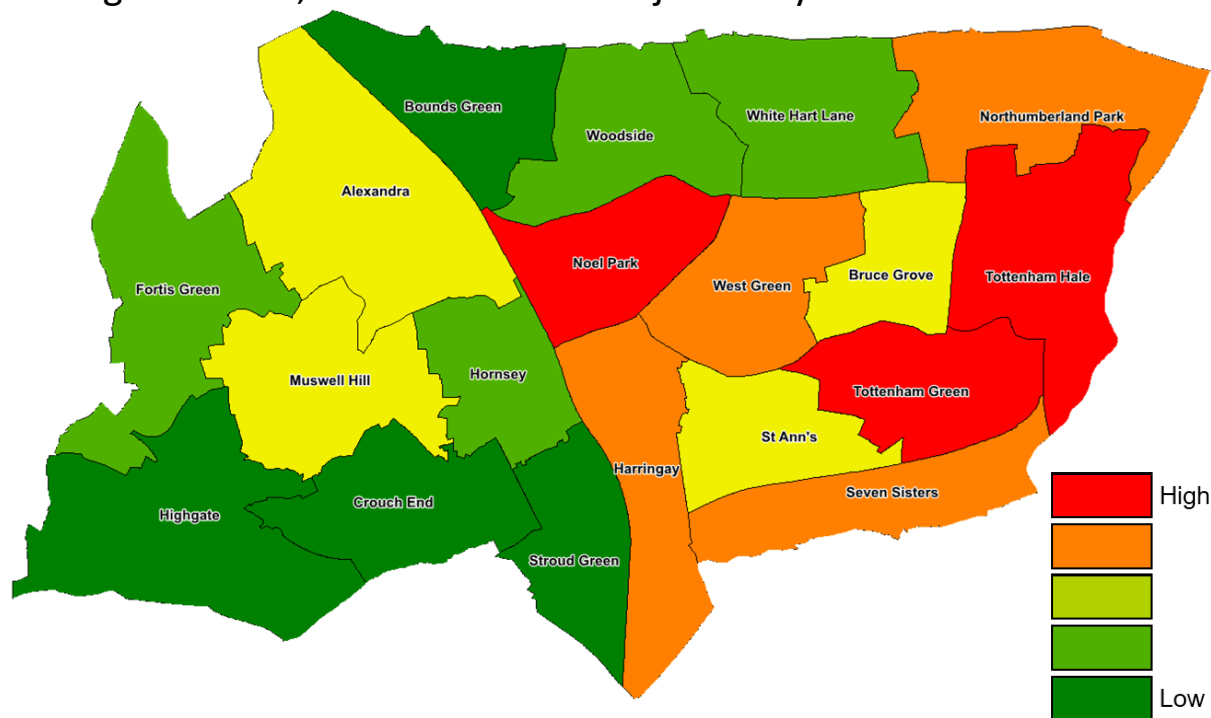 Bounds Green
White Hart Lane
Northumberland Park
Woodside
Alexandra
Noel Park
Bruce Grove
Tottenham Hale
West Green
Fortis Green
Muswell Hill
Hornsey
Tottenham Green
St Ann's
Harringay
Seven Sisters
High
Crouch End
Highgate
Stroud Green
Low